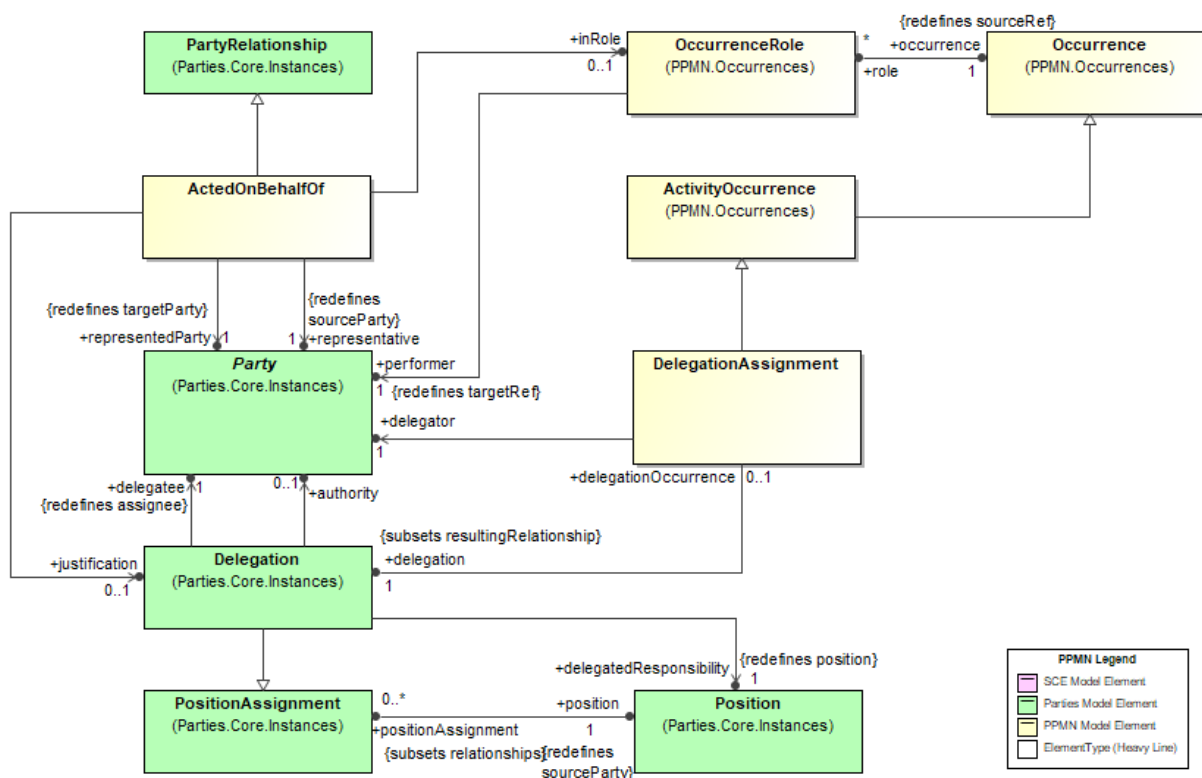 PartyRelationship
(Parties.Core.Instances)
+inRole
0..1
OccurrenceRole
(PPMN.Occurrences)
{redefines sourceRef}
*
+occurrence
+role
1
Occurrence
(PPMN.Occurrences)
ActedOnBehalfOf
ActivityOccurrence
(PPMN.Occurrences)
{redefines targetParty}
+representedParty
1
{redefines
sourceParty}
1
+representative
Party
(Parties.Core.Instances)
+performer
1
{redefines targetRef}
DelegationAssignment
+delegator
1
+delegationOccurrence
0..1
+delegatee
1
{redefines assignee}
0..1
+authority
{subsets resultingRelationship}
+delegation
1
+justification
0..1
Delegation
(Parties.Core.Instances)
+delegatedResponsibility
{redefines position}
1
PositionAssignment
(Parties.Core.Instances)
0..*
+positionAssignment
{subsets relationships}
+position
1
{redefines
sourceParty}
Position
(Parties.Core.Instances)
PPMN Legend
SCE Model Element
Parties Model Element
PPMN Model Element
ElementType (Heavy Line)